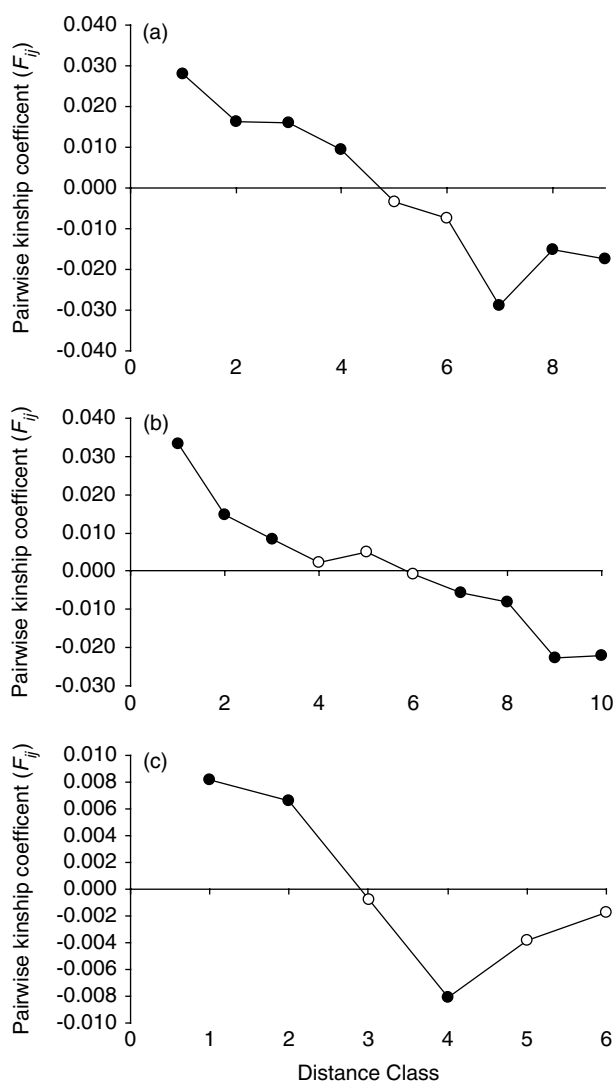 (a)
Pairwise kinship coefficent (Fij)
0.040
0.030
0.020
0.010
0.000
-0.010
-0.020
-0.030
-0.040
0 2 4 6 8
(b)
Pairwise kinship coefficent (Fij)
0.040
0.030
0.020
0.010
0.000
-0.010
-0.020
-0.030
0 2 4 6 8 10
(c)
Pairwise kinship coefficent (Fij)
0.010
0.008
0.006
0.004
0.002
0.000
-0.002
-0.004
-0.006
-0.008
-0.010
0 1 2 3 4 5 6
Distance Class